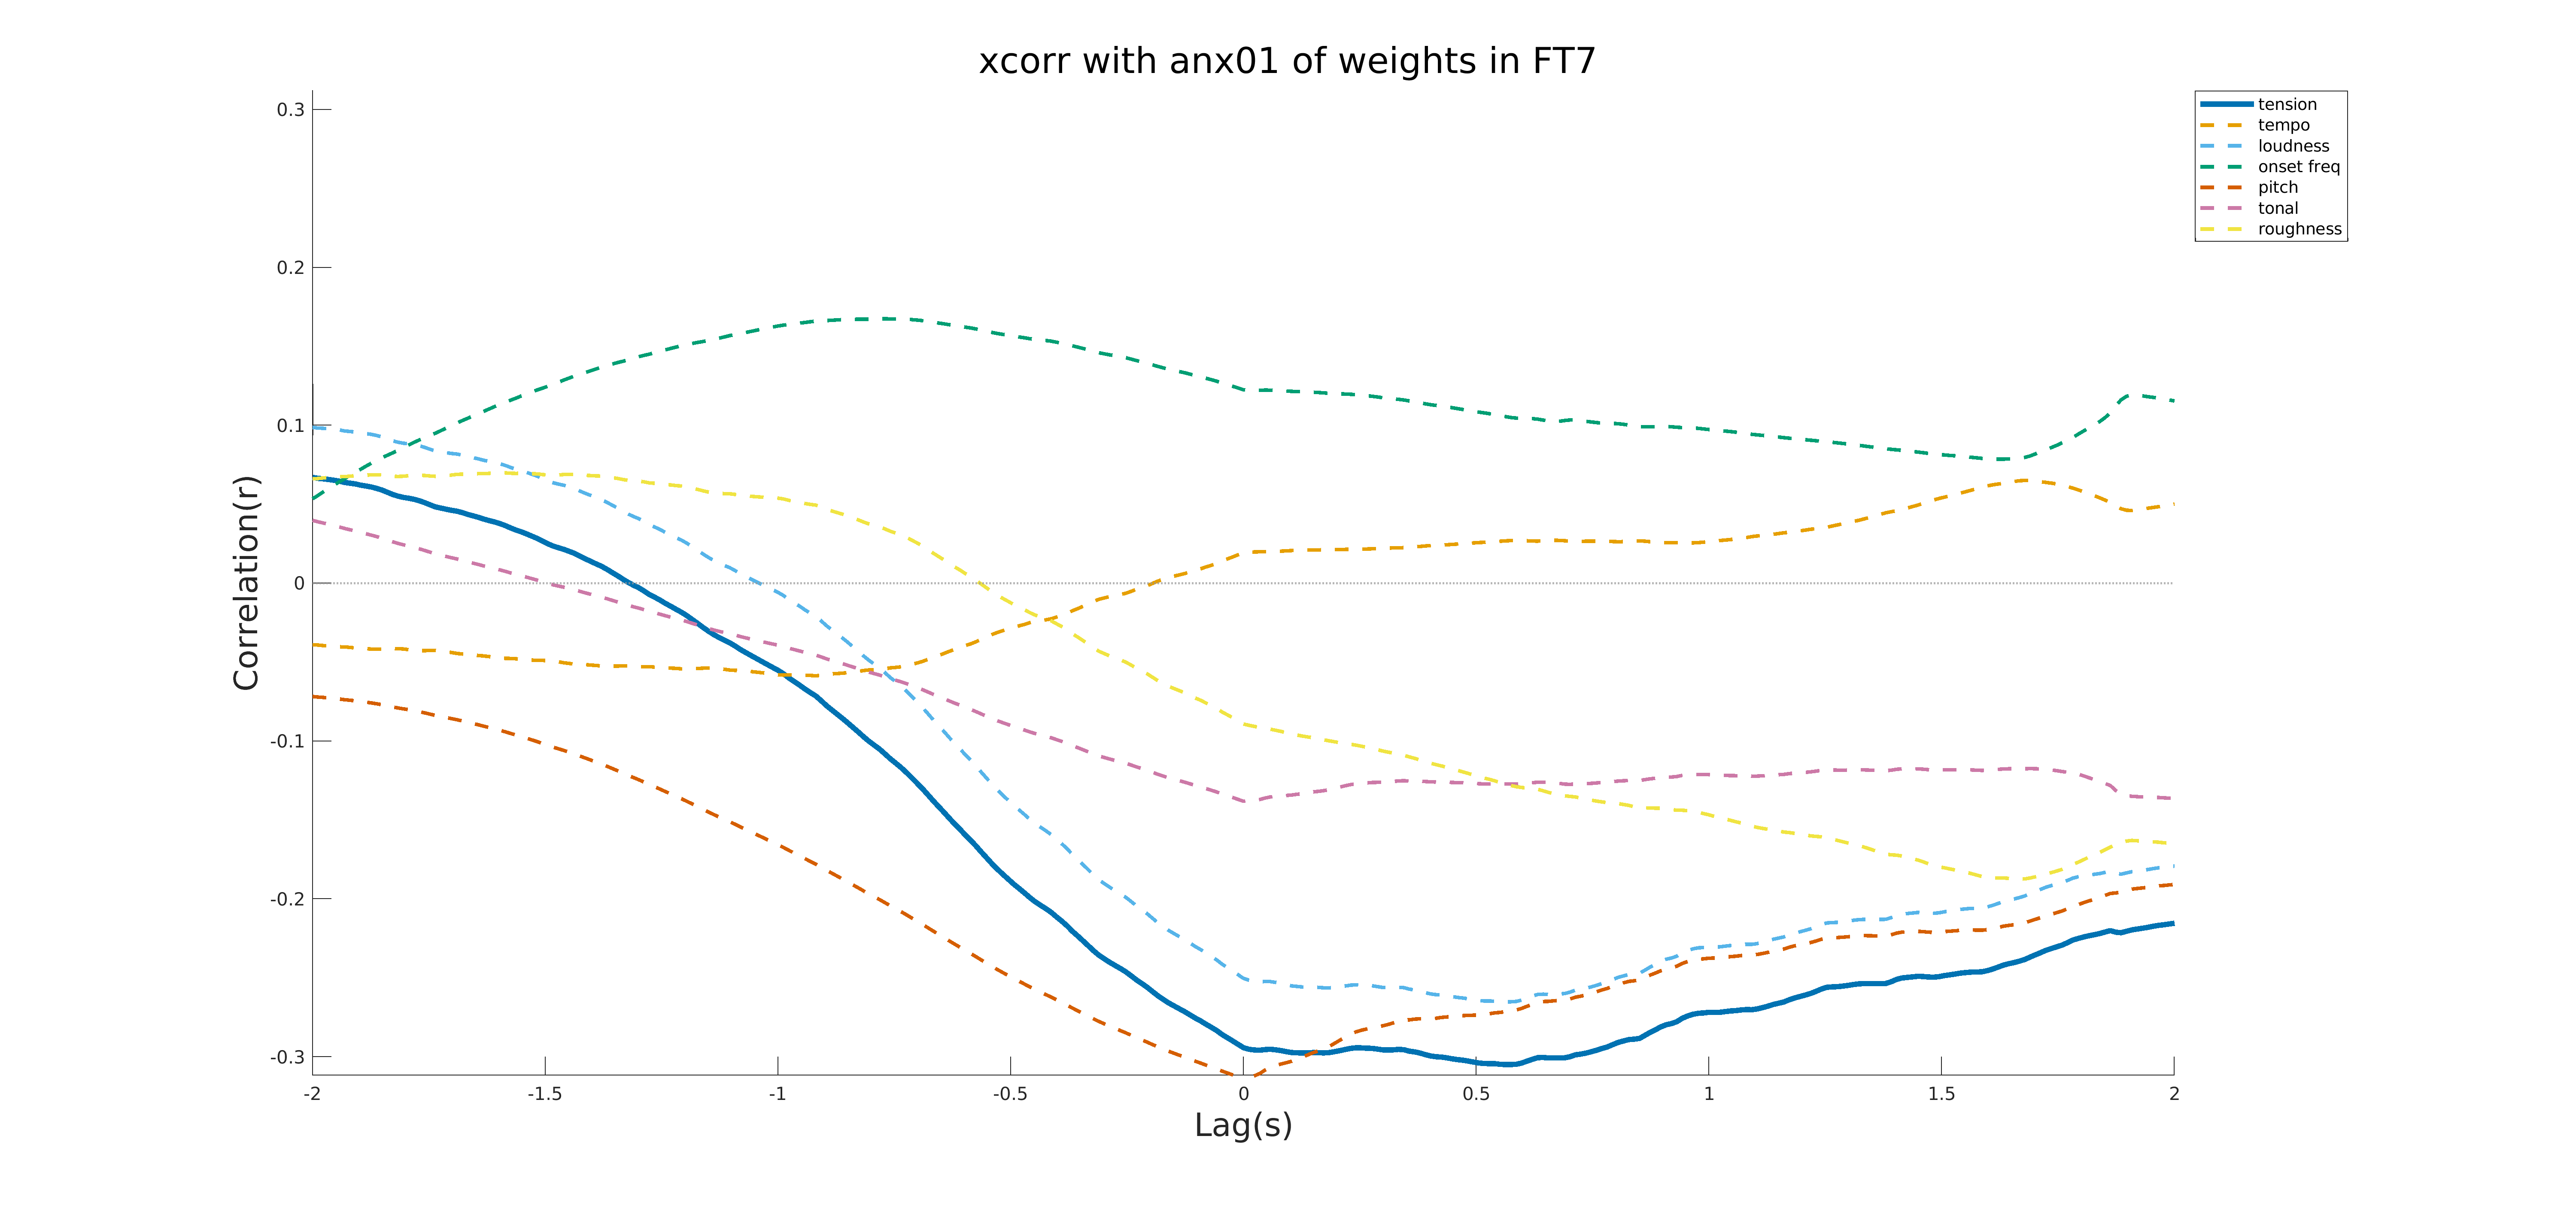 xcorr with anx01 of weights in FT7
tension
tempo
loudness
onset freq
pitch
tonal
roughness
0.3
0.2
0.1
0
-0.1
-0.2
-0.3
Correlation(r)
-2 -1.5 -1 -0.5 0 0.5 1 1.5 2
Lag(s)